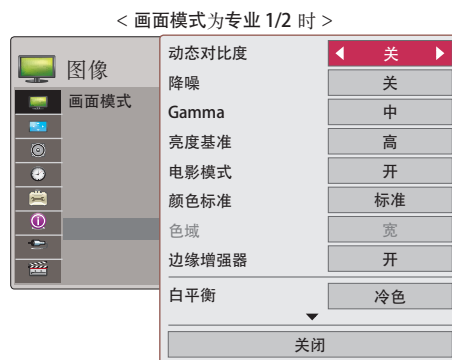 < 画面模式为专业 1/2 时 >
图像
画面模式
动态对比度 关
降噪 关
Gamma 中
亮度基准 高
电影模式 开
颜色标准 标准
色域 宽
边缘增强器 开
白平衡 冷色
关闭